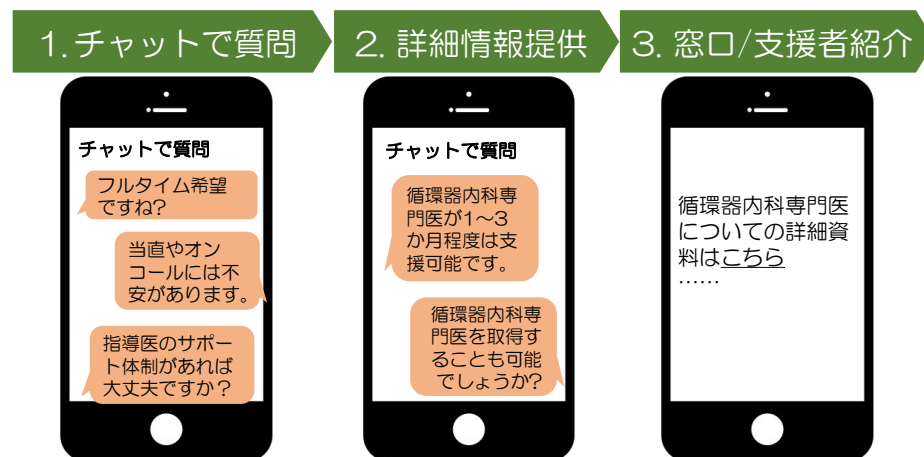 1. チャットで質問
2. 詳細情報提供
3. 窓口/支援者紹介
チャットで質問
フルタイム希望
ですね?
当直やオン
コールには不
安があります。
指導医のサポー
ト体制があれば
大丈夫ですか？
チャットで質問
循環器内科専
門医が1～3
か月程度は支
援可能です。
循環器内科専
門医を取得す
ることも可能
でしょうか?
循環器内科専門医
についての詳細資
料はこちら
……